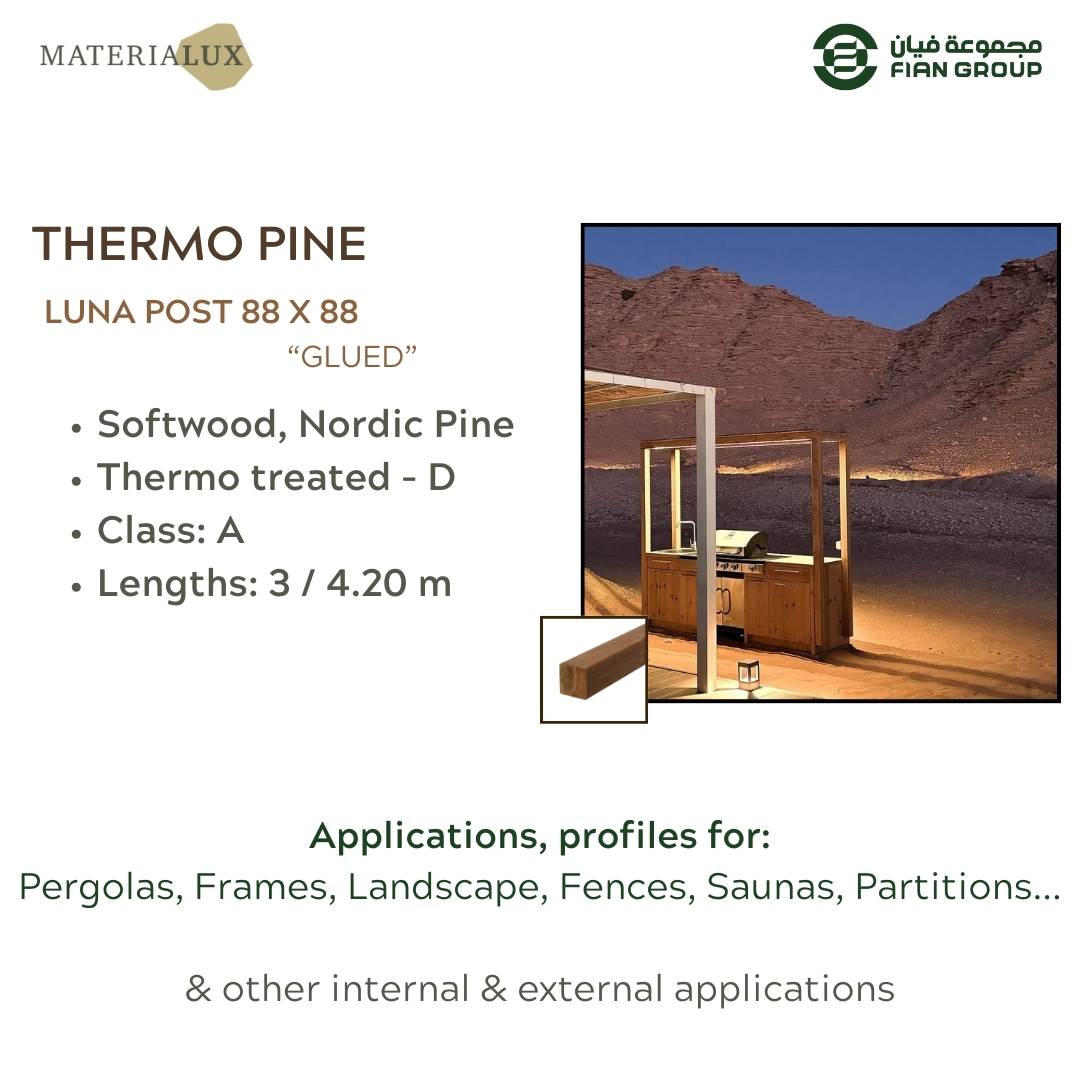 MATERIALUX
مجموعة فيان
FIAN GROUP
THERMO PINE
LUNA POST 88 X 88
“GLUED”
• Softwood, Nordic Pine
• Thermo treated - D
• Class: A
• Lengths: 3 / 4.20 m
Applications, profiles for:
Pergolas, Frames, Landscape, Fences, Saunas, Partitions...
& other internal & external applications